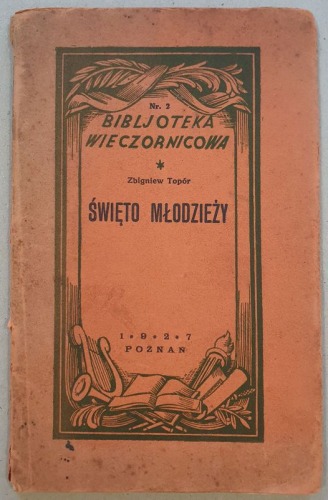 Nr. 2
BIBLJOTEKA
WIECZORNICOWA
*
Zbigniew Topór
ŚWIĘTO MŁODZIEŻY
1 • 9 • 2 • 7
POZNAŃ